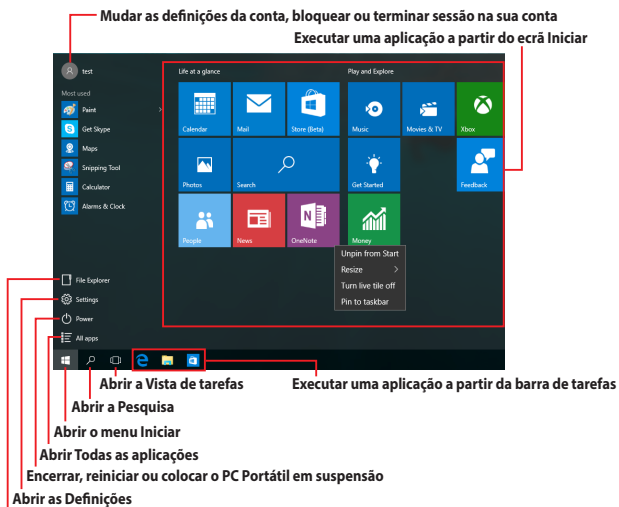 Mudar as definições da conta, bloquear ou terminar sessão na sua conta
Executar uma aplicação a partir do ecrã Iniciar
test
Most used
Paint
Get Skype
Maps
Snipping Tool
Calculator
Alarms & Clock
File Explorer
Settings
Power
All apps
Life at a glance
Calendar
Mail
Store (Beta)
Photos
Search
People
News
OneNote
Play and Explore
Music
Movies & TV
Xbox
Get Started
Feedback
Money
Unpin from Start
Resize
Turn live tile off
Pin to taskbar
Abrir a Vista de tarefas
Executar uma aplicação a partir da barra de tarefas
Abrir a Pesquisa
Abrir o menu Iniciar
Abrir Todas as aplicações
Encerrar, reiniciar ou colocar o PC Portátil em suspensão
Abrir as Definições